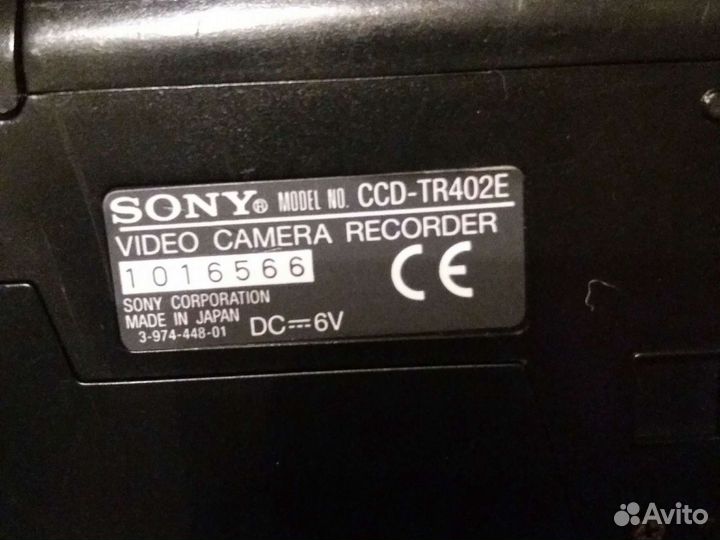 SONY® MODEL NO. CCD-TR402E
VIDEO CAMERA RECORDER
1016566
CE
SONY CORPORATION
MADE IN JAPAN
3-974-448-01
DC⎓6V
Avito